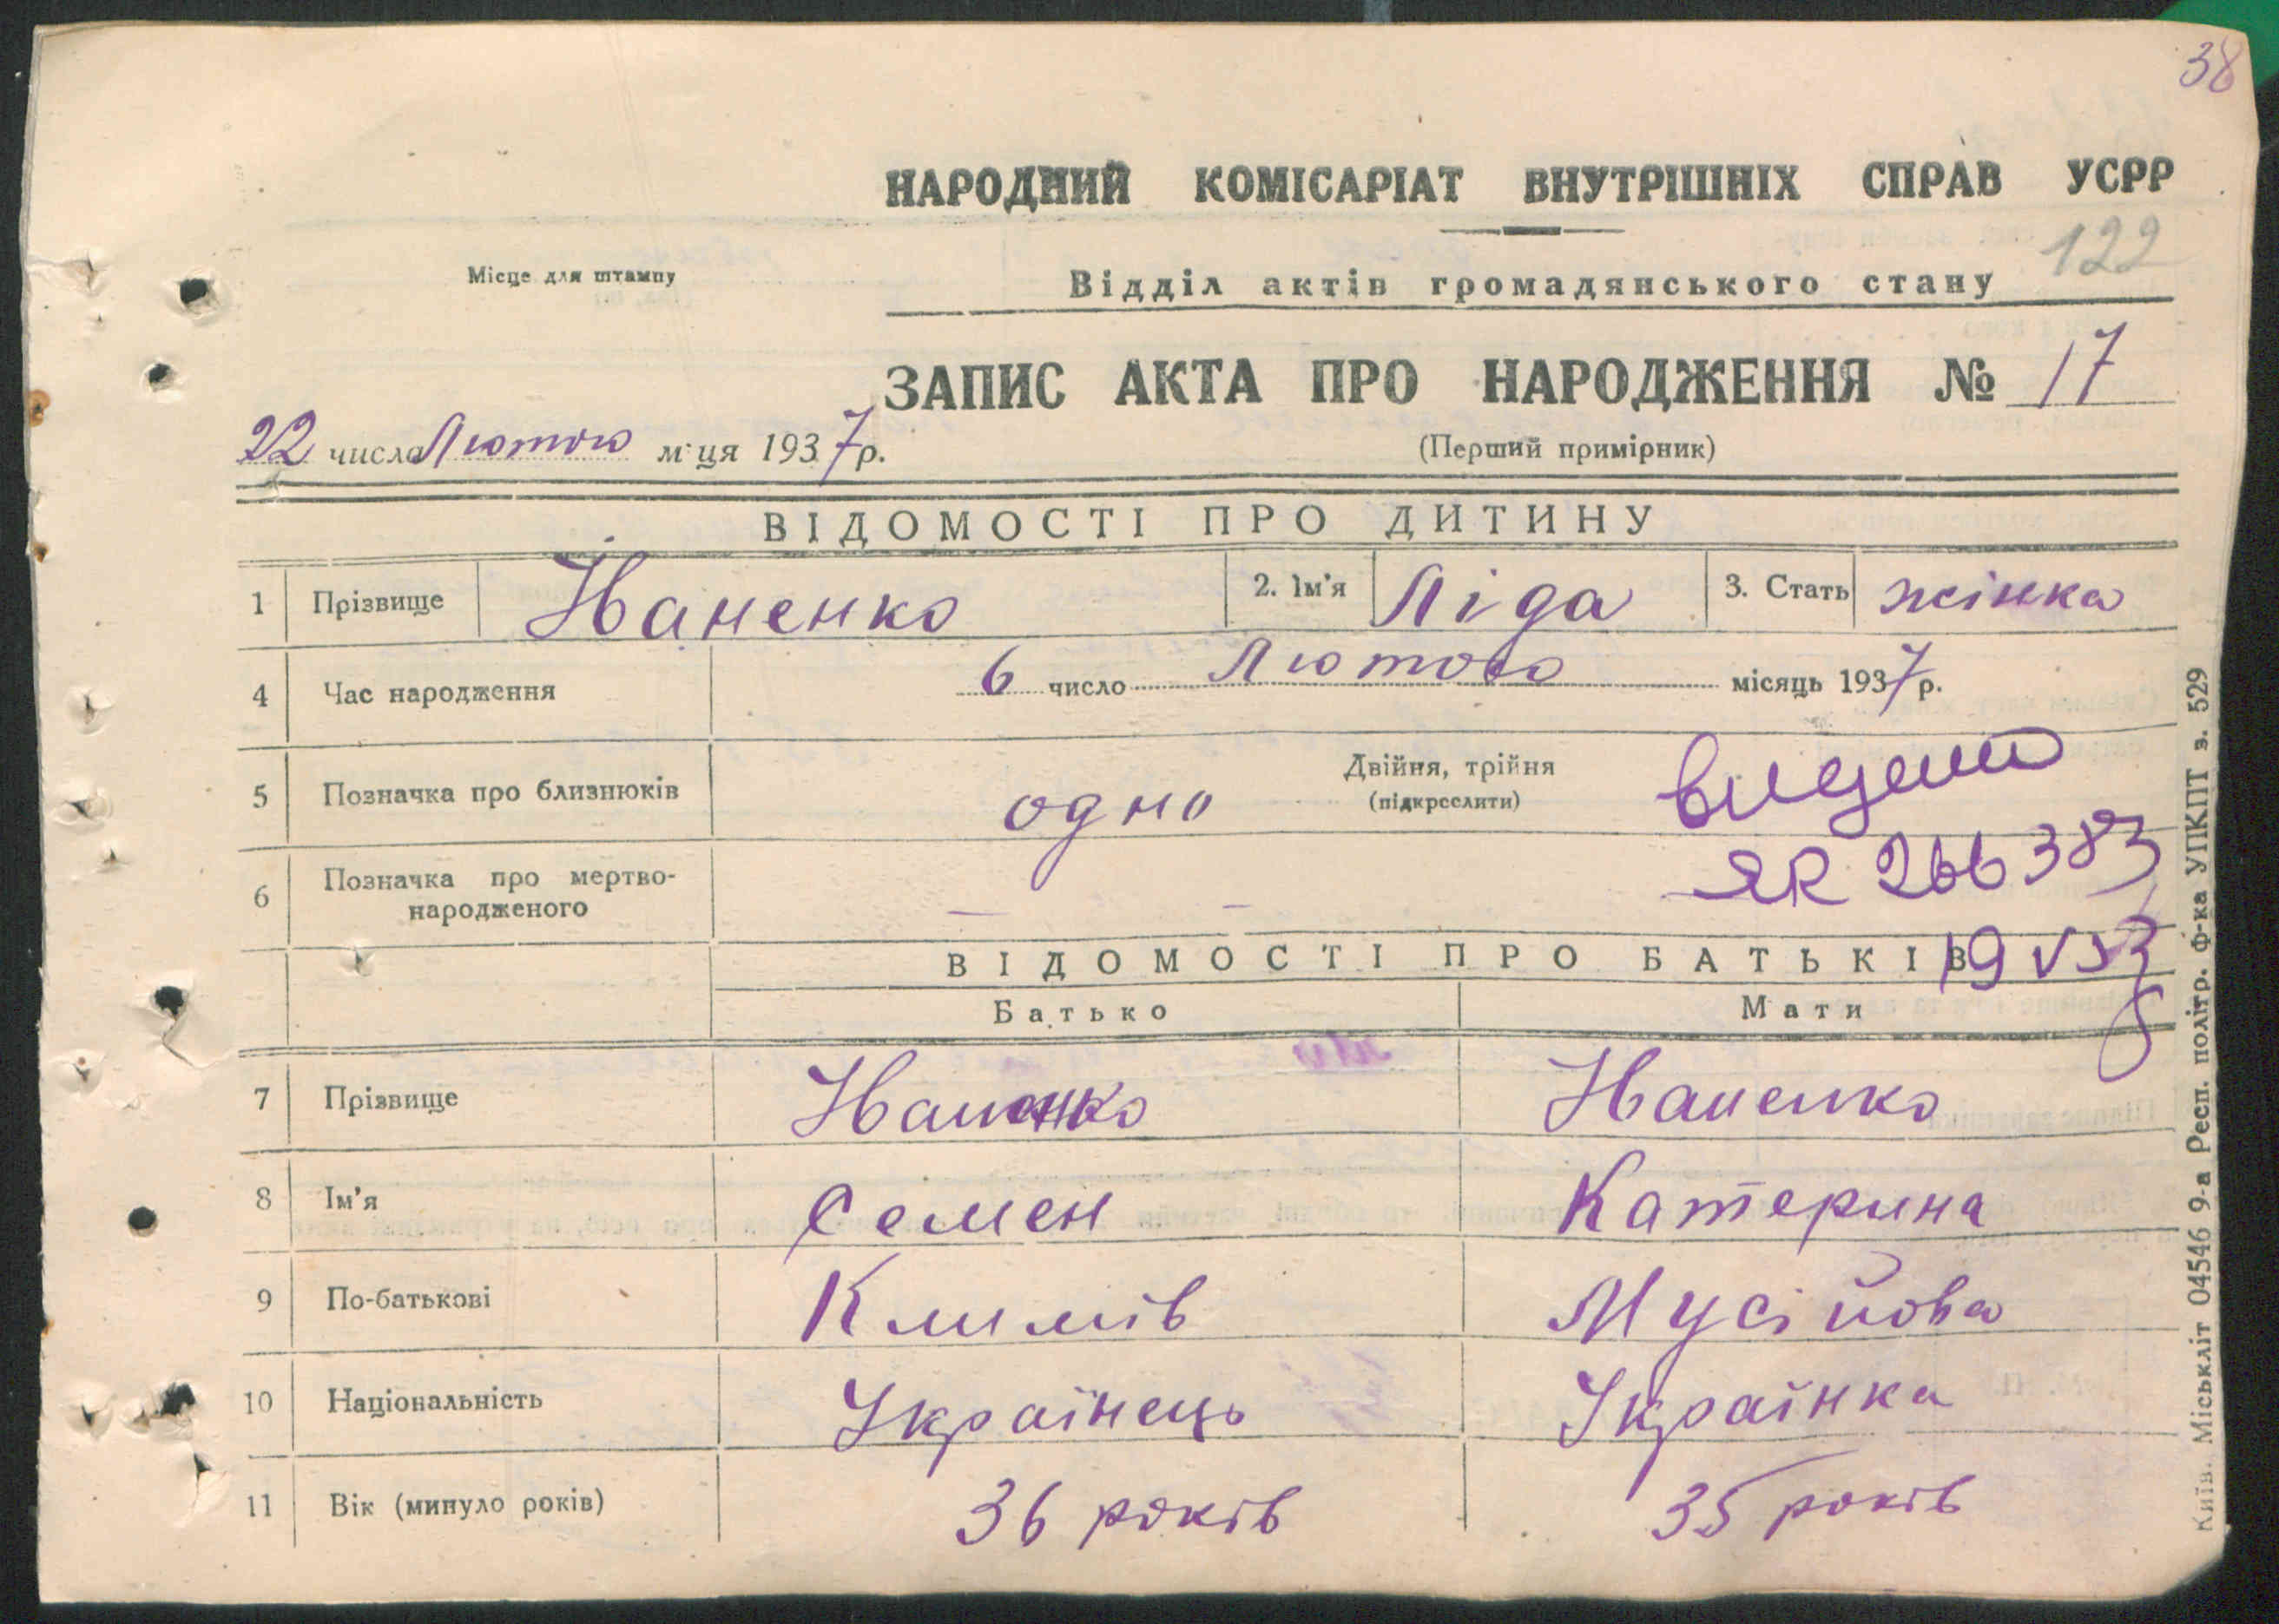 38
НАРОДНИЙ КОМІСАРІАТ ВНУТРІШНІХ СПРАВ УСРР
122
Місце для штампу
Відділ актів громадянського стану
ЗАПИС АКТА ПРО НАРОДЖЕННЯ № 17
22 числа Лютого м-ця 1937 р.
(Перший примірник)
ВІДОМОСТІ ПРО ДИТИНУ
1 Прізвище Іваненко 2. Ім'я Ліда 3. Стать жінка
4 Час народження 6 число Лютого місяць 1937 р.
5 Позначка про близнюків одно Двійня, трійня (підкреслити)
6 Позначка про мертво-народженого — —
ЯR 266383
ВІДОМОСТІ ПРО БАТЬКІВ
Батько Мати
7 Прізвище Іваненко Іваненко
8 Ім'я Семен Катерина
9 По-батькові Климів Мусійова
10 Національність Українець Українка
11 Вік (минуло років) 36 років 35 років
Київ. Міськліт 04546 9-а Респ. політр. ф-ка УПКПТ з. 529